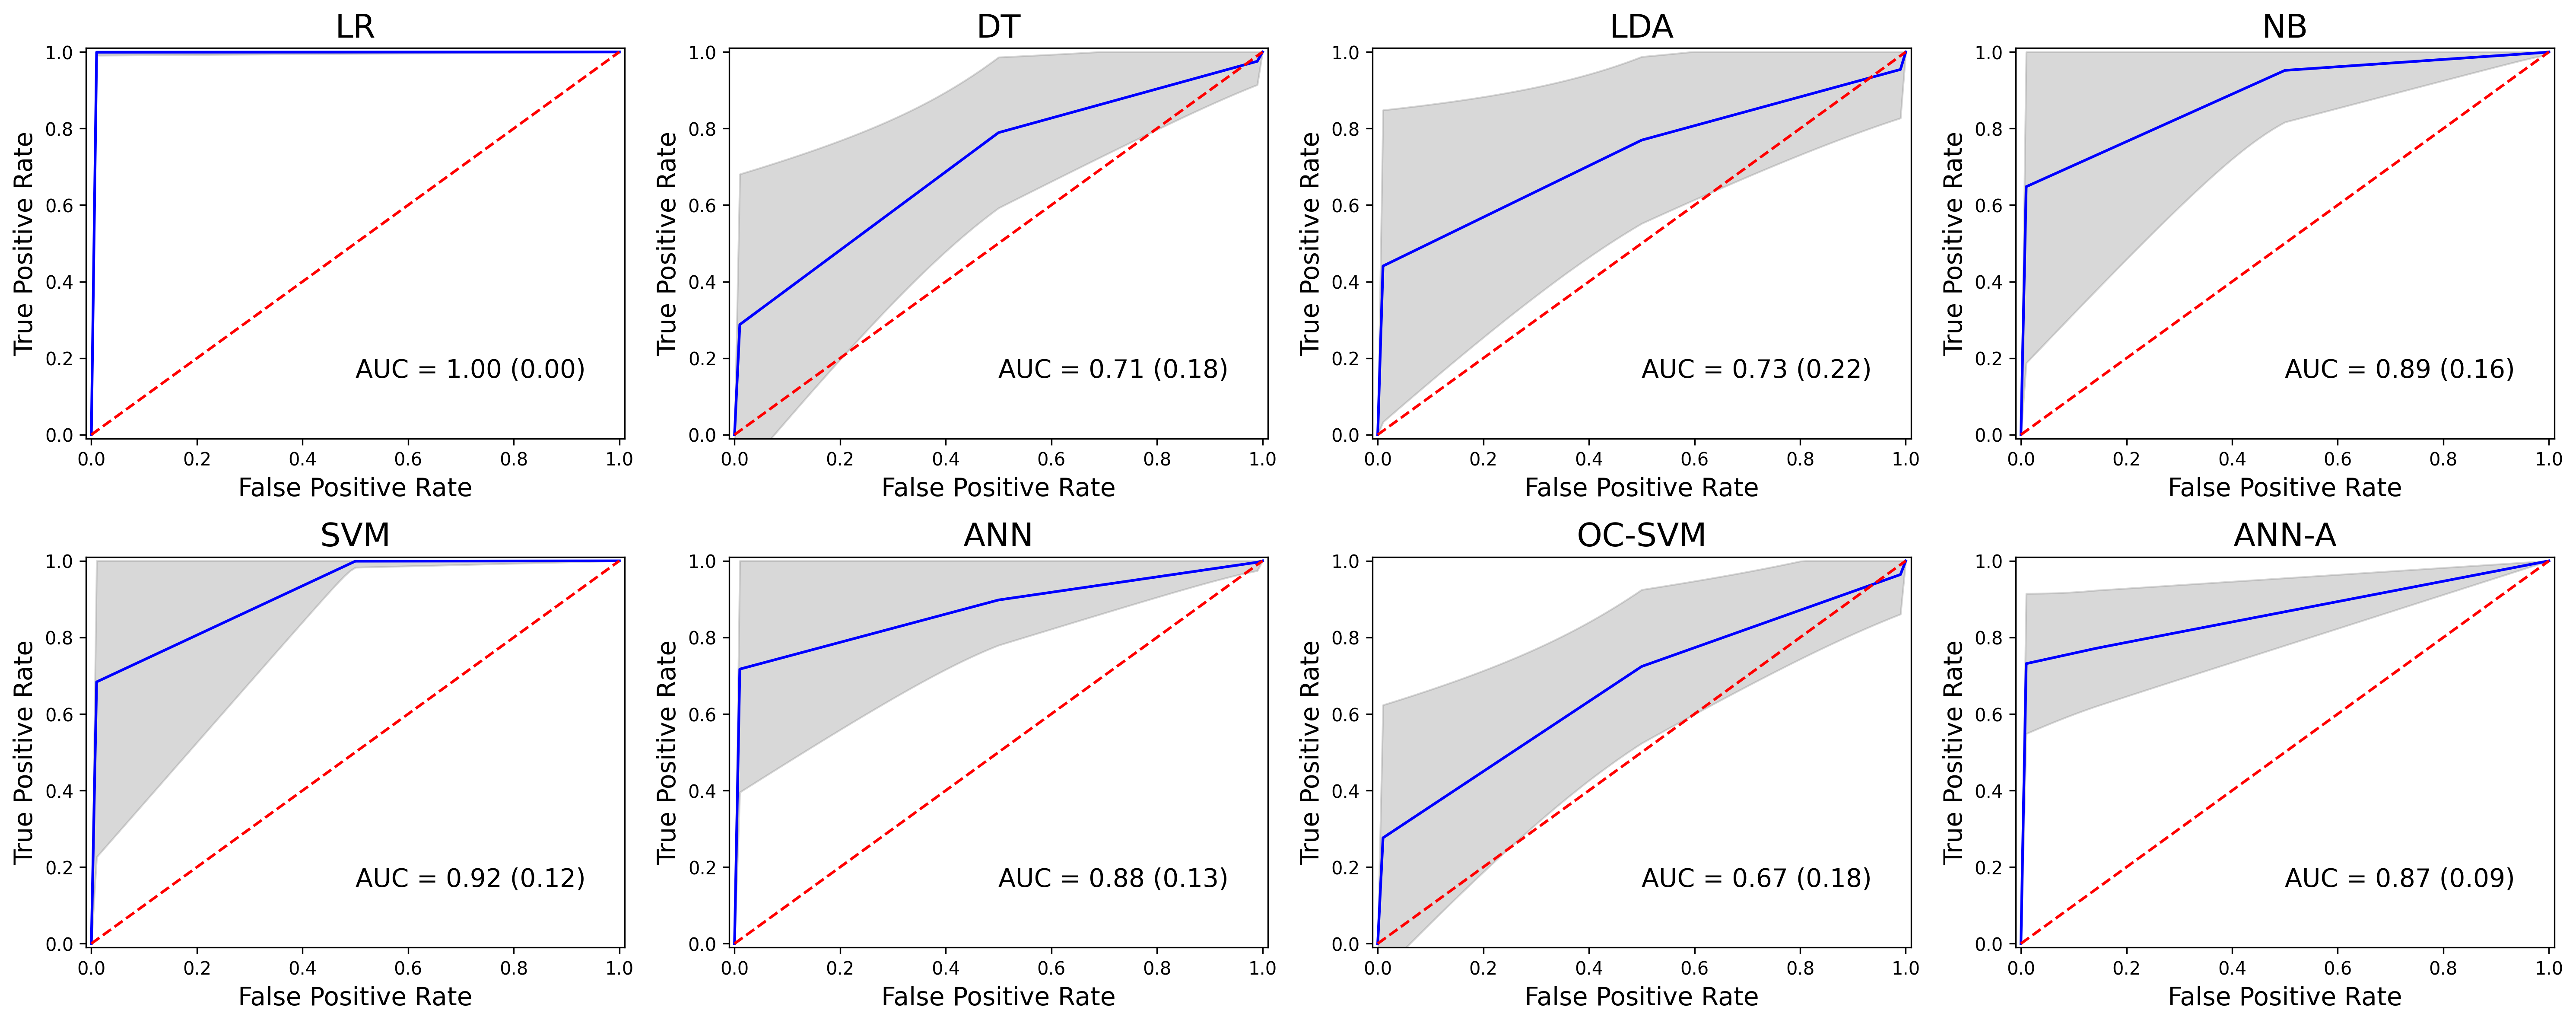 LR
1.0
0.8
0.6
0.4
0.2
0.0
True Positive Rate
AUC = 1.00 (0.00)
0.0 0.2 0.4 0.6 0.8 1.0
False Positive Rate
DT
1.0
0.8
0.6
0.4
0.2
0.0
True Positive Rate
AUC = 0.71 (0.18)
0.0 0.2 0.4 0.6 0.8 1.0
False Positive Rate
LDA
1.0
0.8
0.6
0.4
0.2
0.0
True Positive Rate
AUC = 0.73 (0.22)
0.0 0.2 0.4 0.6 0.8 1.0
False Positive Rate
NB
1.0
0.8
0.6
0.4
0.2
0.0
True Positive Rate
AUC = 0.89 (0.16)
0.0 0.2 0.4 0.6 0.8 1.0
False Positive Rate
SVM
1.0
0.8
0.6
0.4
0.2
0.0
True Positive Rate
AUC = 0.92 (0.12)
0.0 0.2 0.4 0.6 0.8 1.0
False Positive Rate
ANN
1.0
0.8
0.6
0.4
0.2
0.0
True Positive Rate
AUC = 0.88 (0.13)
0.0 0.2 0.4 0.6 0.8 1.0
False Positive Rate
OC-SVM
1.0
0.8
0.6
0.4
0.2
0.0
True Positive Rate
AUC = 0.67 (0.18)
0.0 0.2 0.4 0.6 0.8 1.0
False Positive Rate
ANN-A
1.0
0.8
0.6
0.4
0.2
0.0
True Positive Rate
AUC = 0.87 (0.09)
0.0 0.2 0.4 0.6 0.8 1.0
False Positive Rate